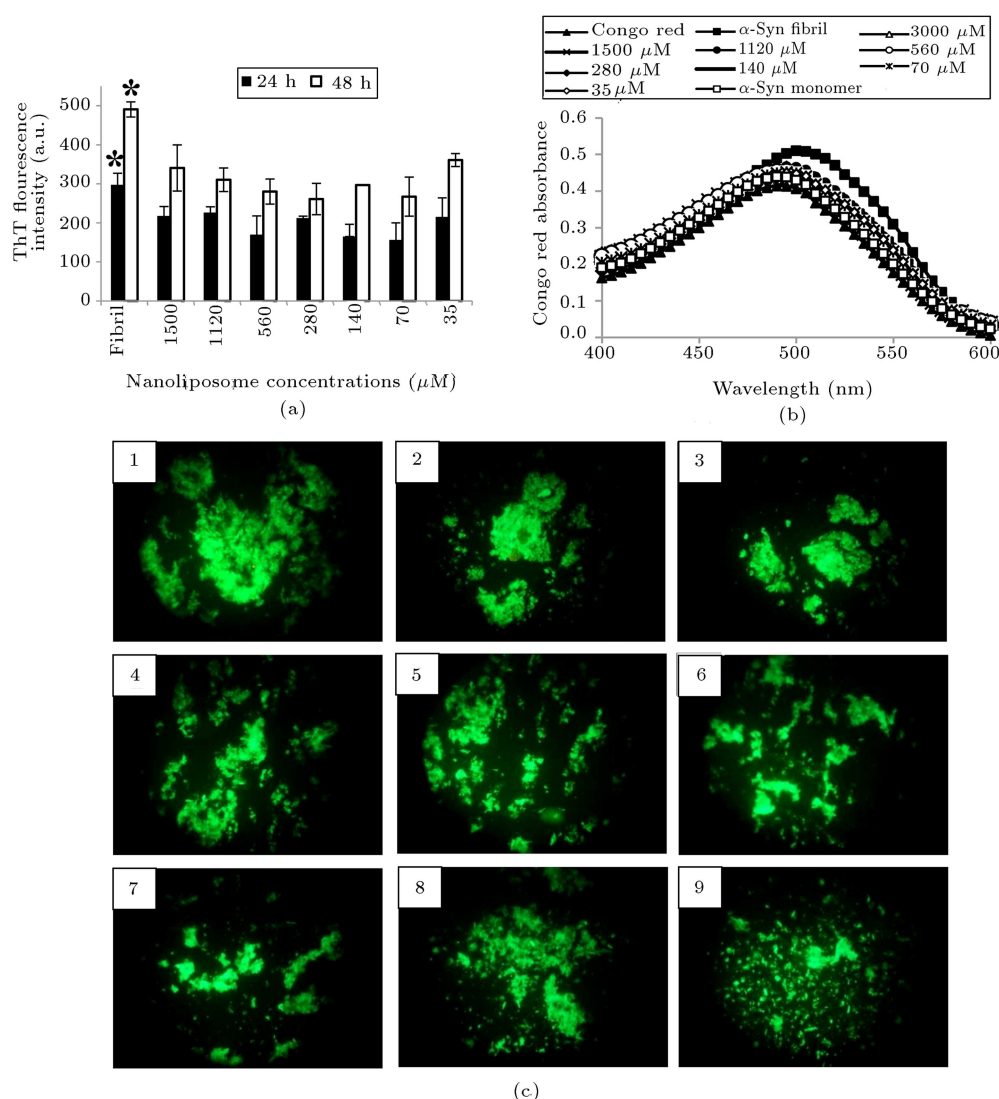 24 h 48 h
ThT flourescence
intensity (a.u.)
500
400
300
200
100
0
* *
Fibril 1500 1120 560 280 140 70 35
Nanoliposome concentrations (μM)
(a)
Congo red α-Syn fibril 3000 μM
1500 μM 1120 μM 560 μM
280 μM 140 μM 70 μM
35 μM α-Syn monomer
Congo red absorbance
0.6
0.5
0.4
0.3
0.2
0.1
0.0
400 450 500 550 600
Wavelength (nm)
(b)
1 2 3
4 5 6
7 8 9
(c)